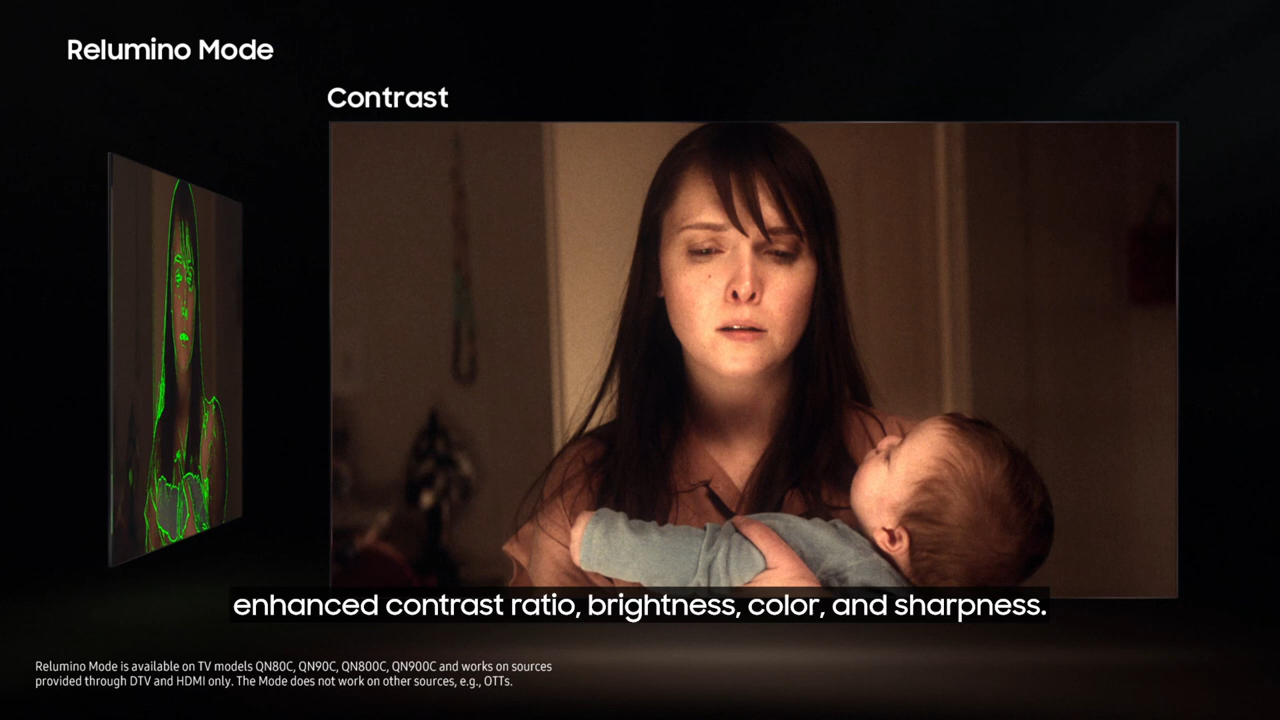 Relumino Mode
Contrast
enhanced contrast ratio, brightness, color, and sharpness.
Relumino Mode is available on TV models QN80C, QN90C, QN800C, QN900C and works on sources
provided through DTV and HDMI only. The Mode does not work on other sources, e.g., OTTs.